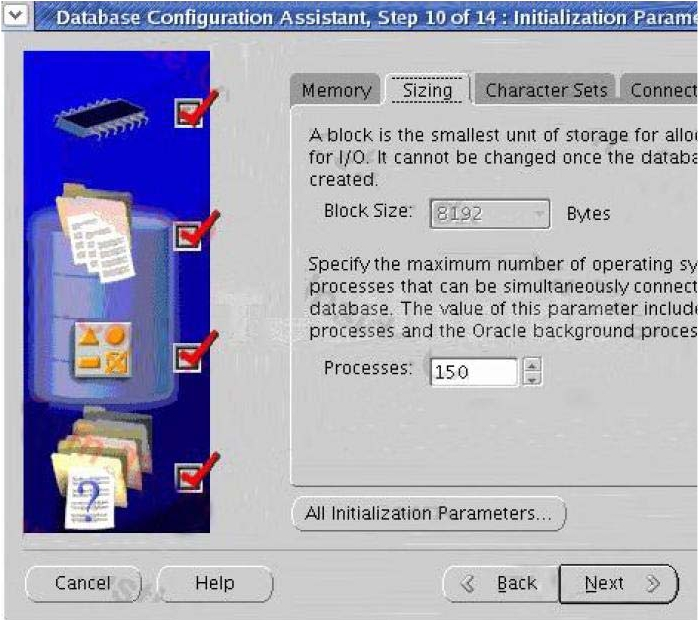 Database Configuration Assistant, Step 10 of 14 : Initialization Parame
Memory Sizing Character Sets Connect
A block is the smallest unit of storage for allo
for I/O. It cannot be changed once the databa
created.
Block Size: 8192 Bytes
Specify the maximum number of operating sy
processes that can be simultaneously connect
database. The value of this parameter include
processes and the Oracle background proces
Processes: 150
?
All Initialization Parameters...
Cancel Help Back Next